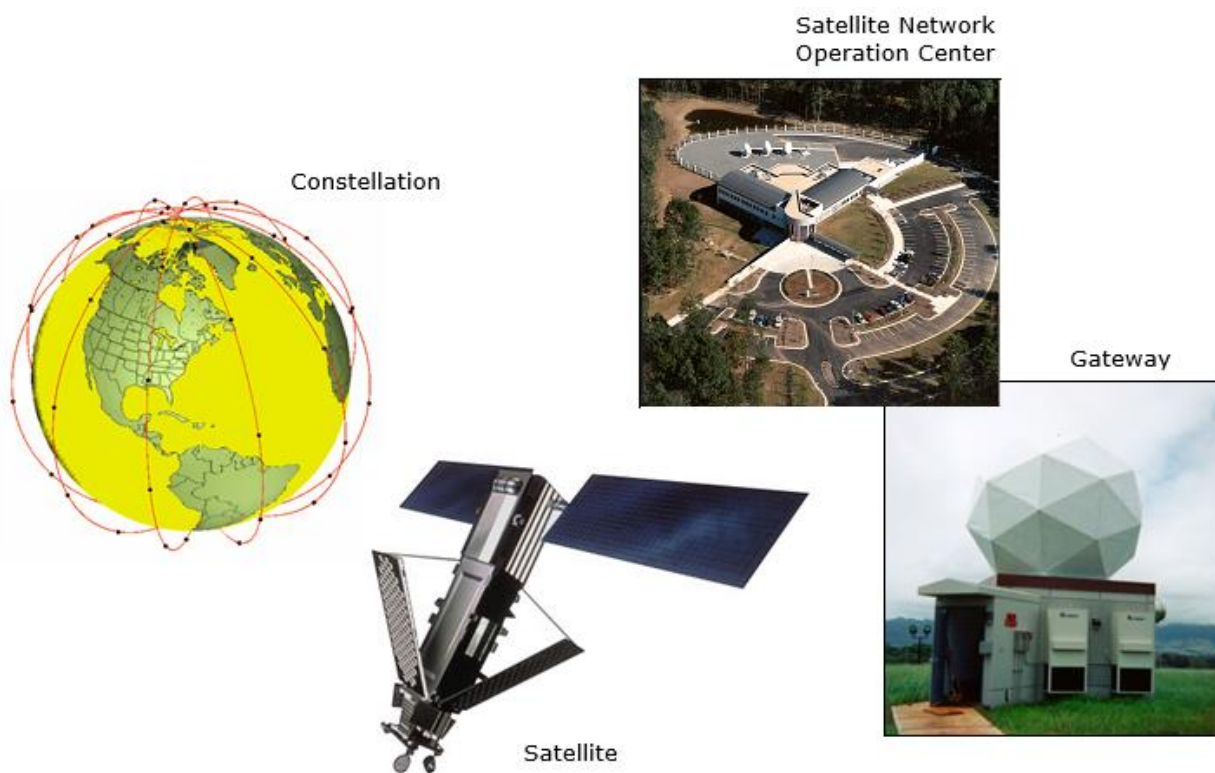 Satellite Network
Operation Center
Constellation
Gateway
Satellite